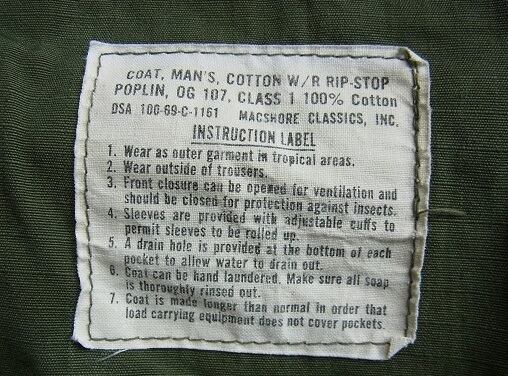 COAT, MAN'S, COTTON W/R RIP-STOP
POPLIN, OG 107, CLASS 1 100% Cotton
DSA 100-69-C-1161 MACSHORE CLASSICS, INC.
INSTRUCTION LABEL
1. Wear as outer garment in tropical areas.
2. Wear outside of trousers.
3. Front closure can be opened for ventilation and
should be closed for protection against insects.
4. Sleeves are provided with adjustable cuffs to
permit sleeves to be rolled up.
5. A drain hole is provided at the bottom of each
pocket to allow water to drain out.
6. Coat can be hand laundered. Make sure all soap
is thoroughly rinsed out.
7. Coat is made longer than normal in order that
load carrying equipment does not cover pockets.